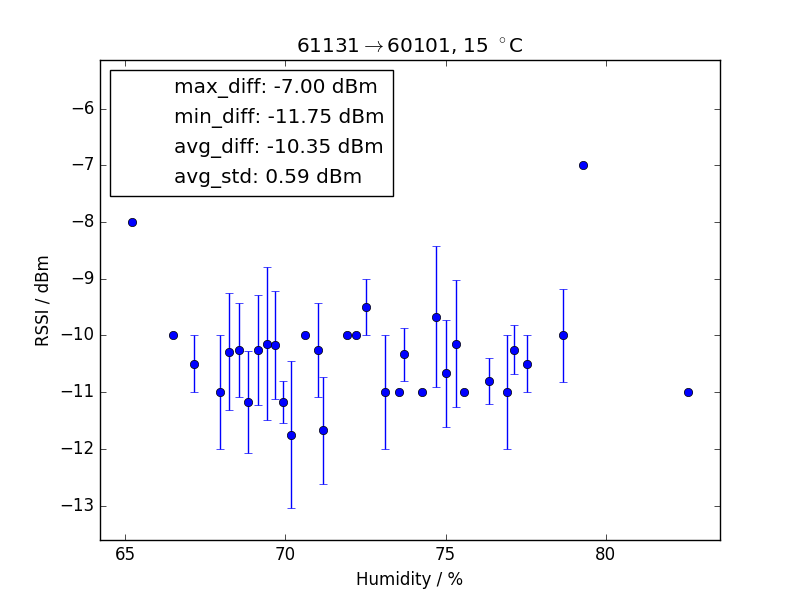 61131→60101, 15 °C
max_diff: -7.00 dBm
min_diff: -11.75 dBm
avg_diff: -10.35 dBm
avg_std: 0.59 dBm
−6
−7
−8
−9
−10
−11
−12
−13
RSSI / dBm
65 70 75 80
Humidity / %